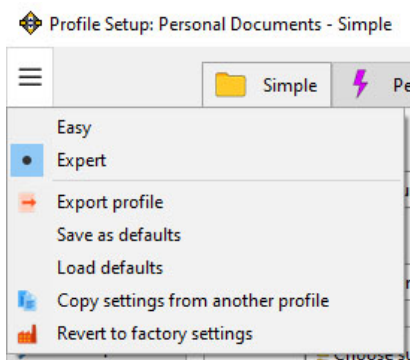 Profile Setup: Personal Documents - Simple
Simple
Easy
Expert
Export profile
Save as defaults
Load defaults
Copy settings from another profile
Revert to factory settings